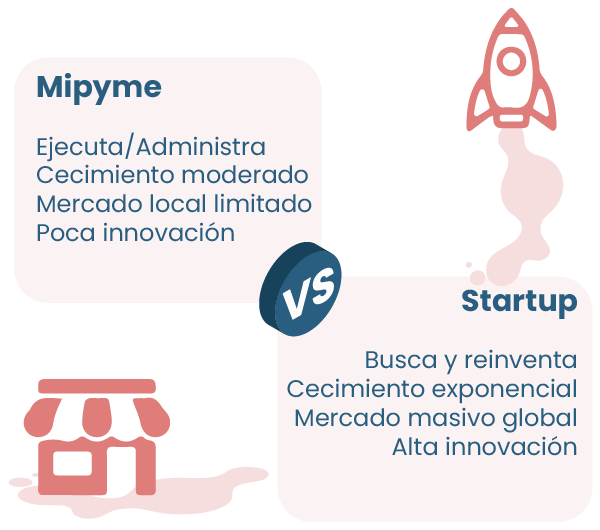 Mipyme
Ejecuta/Administra
Cecimiento moderado
Mercado local limitado
Poca innovación
VS
Startup
Busca y reinventa
Cecimiento exponencial
Mercado masivo global
Alta innovación